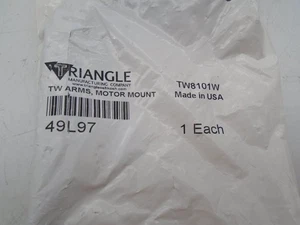 TRIANGLE
MANUFACTURING COMPANY
TW ARMS, MOTOR MOUNT
49L97
TW8101W
Made in USA
1 Each